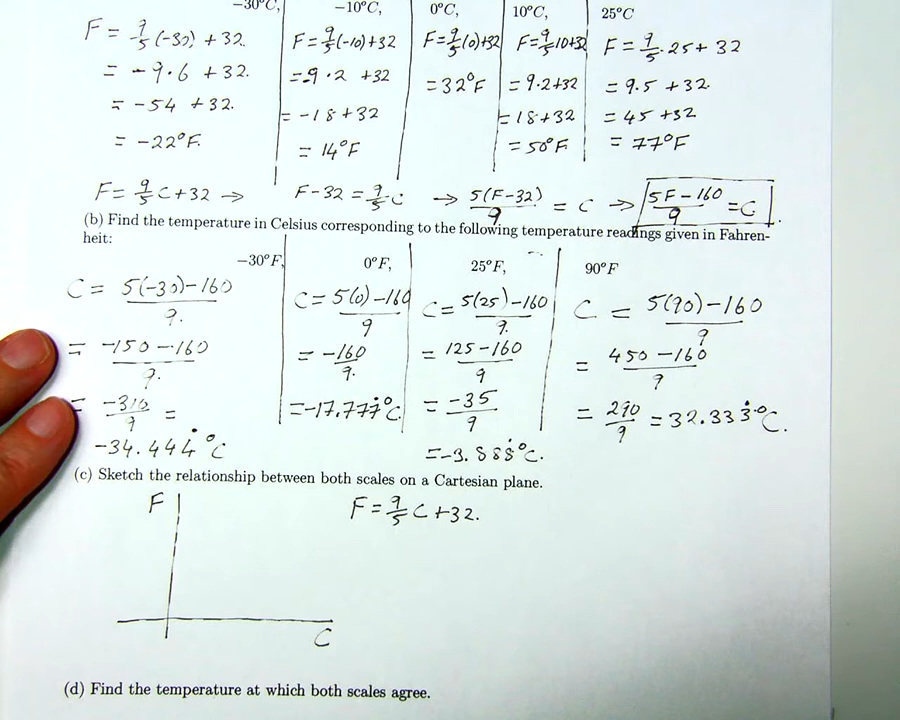 −30°C, −10°C, 0°C, 10°C, 25°C
F = 9/5 (-30) + 32. F = 9/5(-10)+32 F = 9/5(0)+32 F = 9/5 10+32 F = 9/5 · 25 + 32
= -9·6 + 32. = -9·2 +32 = 32°F = 9·2+32 = 9·5 + 32.
= -54 + 32. = -18+32 = 18+32 = 45 +32
= -22°F. = 14°F = 50°F. = 77°F
F = 9/5 C + 32 → F-32 = 9/5 C → 5(F-32)/9 = C → 5F-160/9 = C.
(b) Find the temperature in Celsius corresponding to the following temperature readings given in Fahren-
heit:
−30°F, 0°F, 25°F, 90°F
C = 5(-30)-160/9. C = 5(0)-160/9 C = 5(25)-160/9. C = 5(90)-160/9
= -150-160/9. = -160/9. = 125-160/9 = 450-160/9
= -310/9 = =-17.777̇°C = -35/9 = 290/9 = 32.333̇°C.
-34.444̇°C =-3.888̇°C.
(c) Sketch the relationship between both scales on a Cartesian plane.
F F = 9/5 C + 32.
C
(d) Find the temperature at which both scales agree.